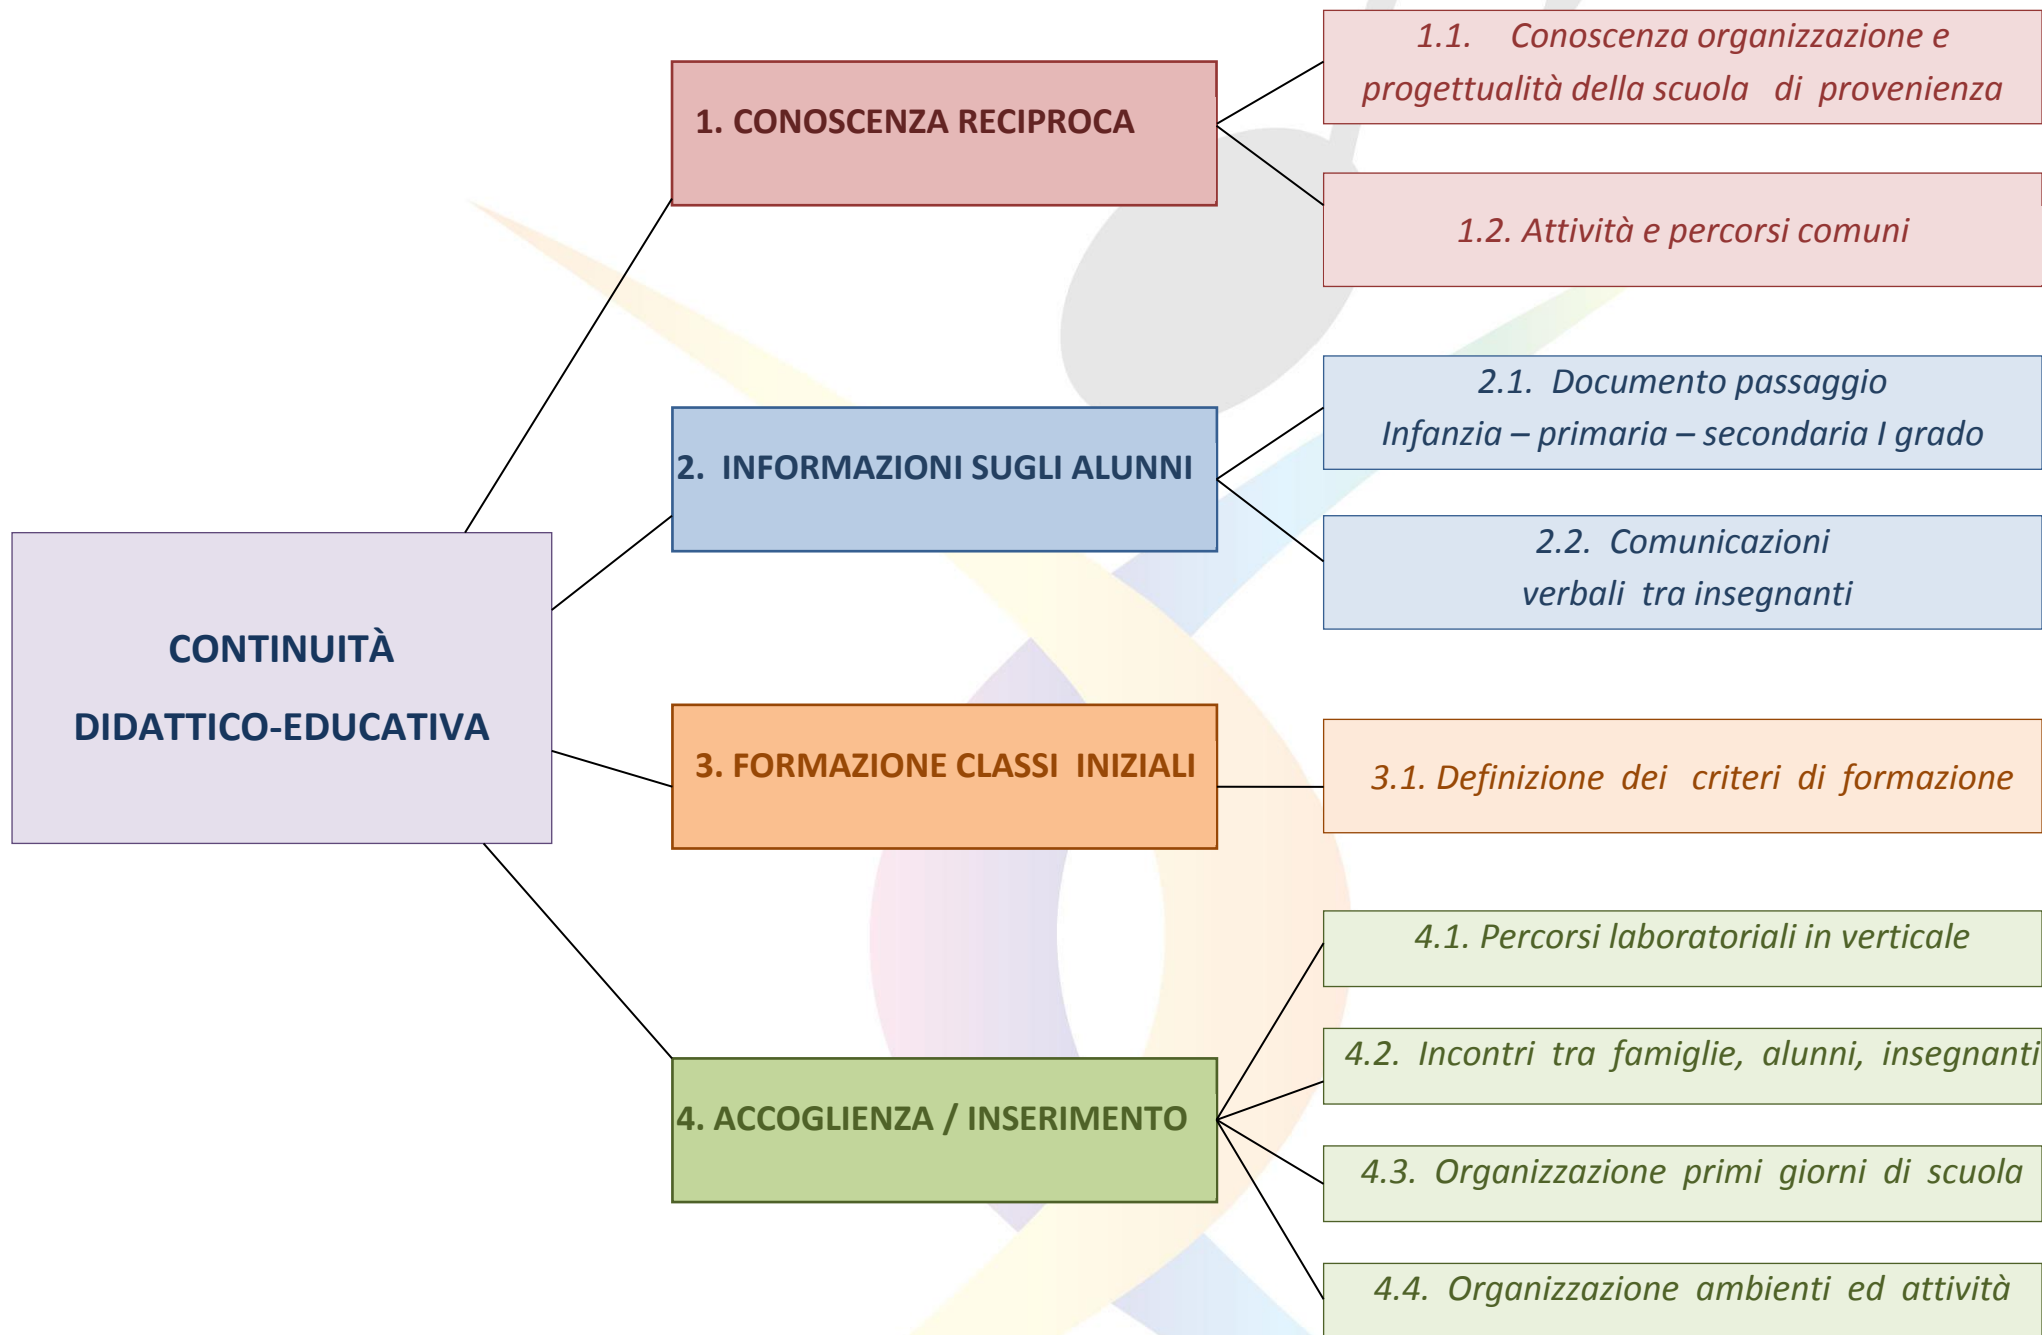 1. CONOSCENZA RECIPROCA
1.1. Conoscenza organizzazione e
progettualità della scuola di provenienza
1.2. Attività e percorsi comuni
2. INFORMAZIONI SUGLI ALUNNI
2.1. Documento passaggio
Infanzia – primaria – secondaria I grado
2.2. Comunicazioni
verbali tra insegnanti
CONTINUITÀ
DIDATTICO-EDUCATIVA
3. FORMAZIONE CLASSI INIZIALI
3.1. Definizione dei criteri di formazione
4. ACCOGLIENZA / INSERIMENTO
4.1. Percorsi laboratoriali in verticale
4.2. Incontri tra famiglie, alunni, insegnanti
4.3. Organizzazione primi giorni di scuola
4.4. Organizzazione ambienti ed attività